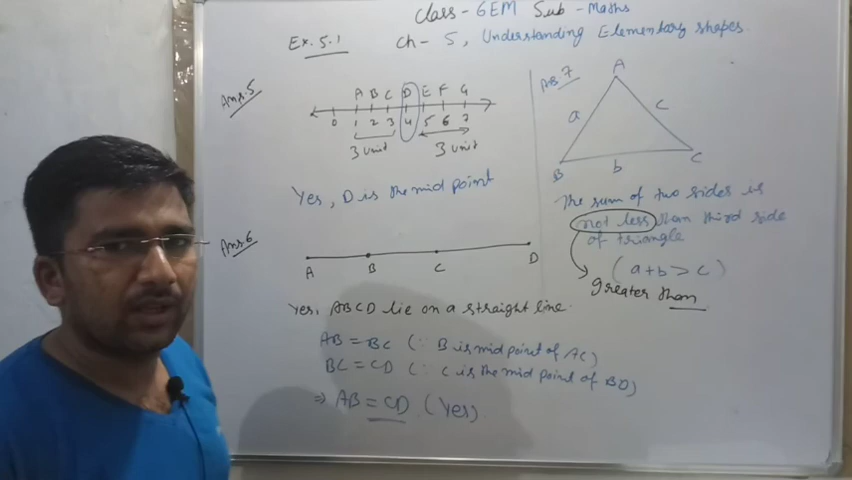 Class - 6EM Sub - Maths
Ex. 5.1 Ch - 5, Understanding Elementary shapes.
Ans.5
A B C D E F G
0 1 2 3 4 5 6 7
3 unit 3 unit
Yes, D is the mid point
Ans.6
A B C D
Yes, ABCD lie on a straight line.
AB = BC (∵ B is mid point of AC)
BC = CD (∵ C is the mid point of BD)
⇒ AB = CD (Yes)
7
A
a c
B b C
The sum of two sides is
not less than third side
of triangle
(a+b > c)
greater than